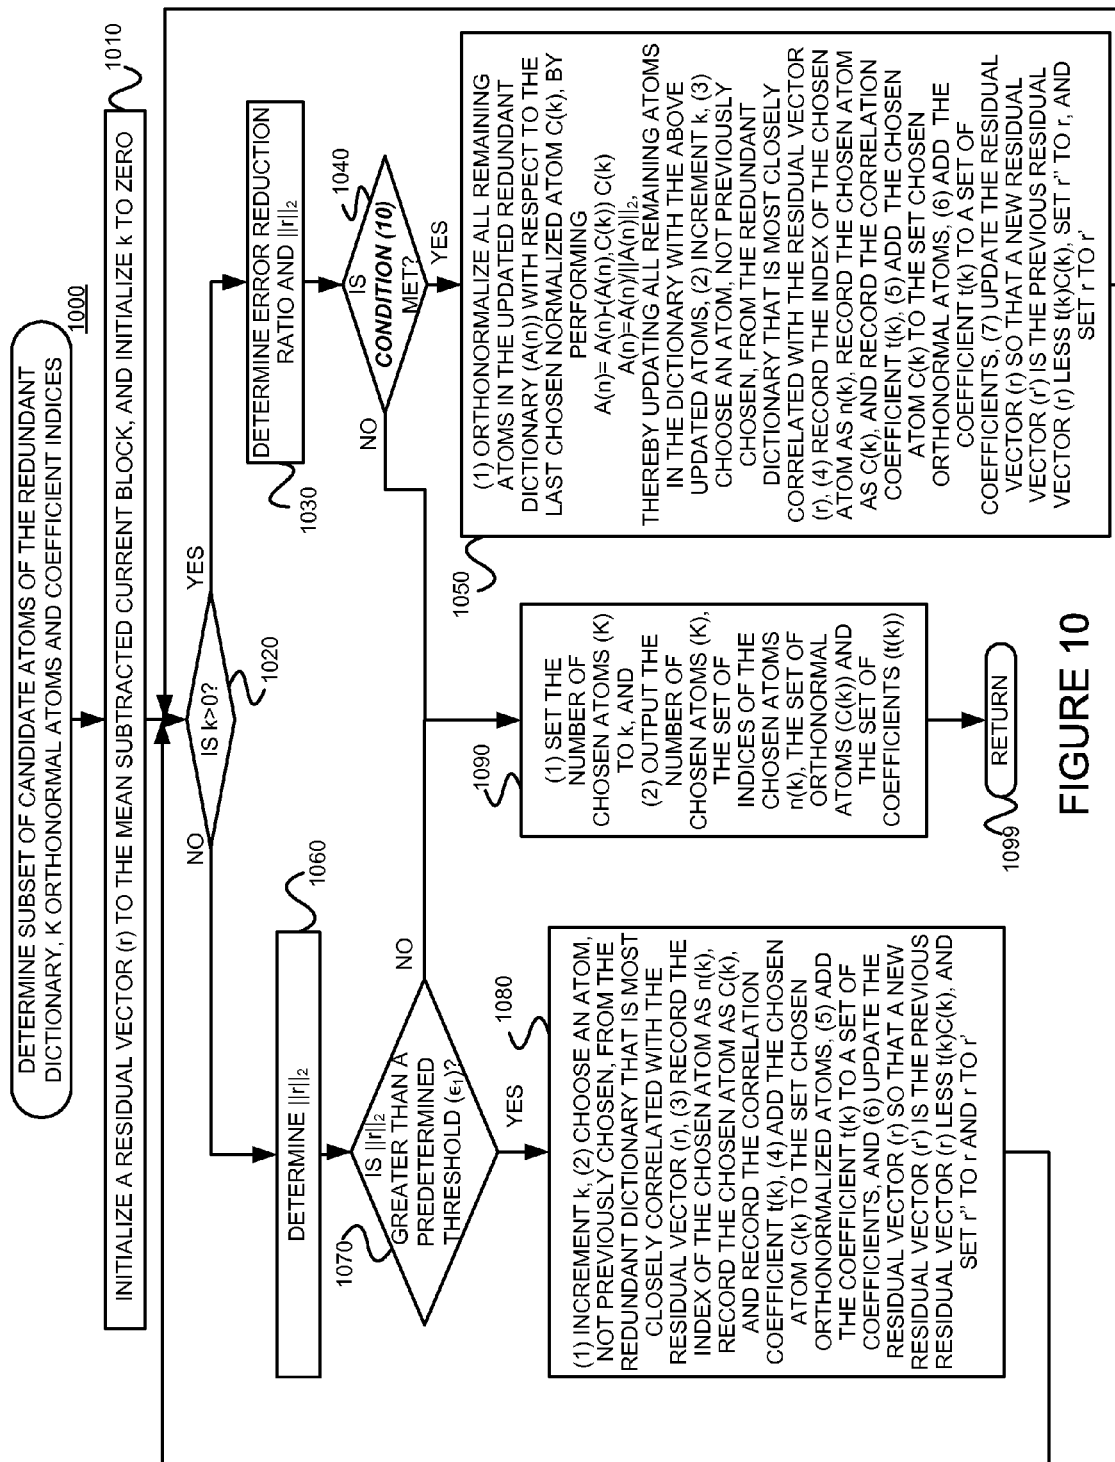 DETERMINE SUBSET OF CANDIDATE ATOMS OF THE REDUNDANT
DICTIONARY, K ORTHONORMAL ATOMS AND COEFFICIENT INDICES
1000
INITIALIZE A RESIDUAL VECTOR (r) TO THE MEAN SUBTRACTED CURRENT BLOCK, AND INITIALIZE k TO ZERO
1010
IS k>0?
1020
NO
YES
DETERMINE ||r||₂
1060
IS ||r||₂
GREATER THAN A
PREDETERMINED
THRESHOLD (ϵ₁)?
1070
NO
YES
(1) INCREMENT k, (2) CHOOSE AN ATOM,
NOT PREVIOUSLY CHOSEN, FROM THE
REDUNDANT DICTIONARY THAT IS MOST
CLOSELY CORRELATED WITH THE
RESIDUAL VECTOR (r), (3) RECORD THE
INDEX OF THE CHOSEN ATOM AS n(k),
RECORD THE CHOSEN ATOM AS C(k),
AND RECORD THE CORRELATION
COEFFICIENT t(k), (4) ADD THE CHOSEN
ATOM C(k) TO THE SET CHOSEN
ORTHONORMALIZED ATOMS, (5) ADD
THE COEFFICIENT t(k) TO A SET OF
COEFFICIENTS, AND (6) UPDATE THE
RESIDUAL VECTOR (r) SO THAT A NEW
RESIDUAL VECTOR (r') IS THE PREVIOUS
RESIDUAL VECTOR (r) LESS t(k)C(k), AND
SET r'' TO r AND r TO r'
1080
DETERMINE ERROR REDUCTION
RATIO AND ||r||₂
1030
IS
CONDITION (10)
MET?
1040
NO
YES
(1) ORTHONORMALIZE ALL REMAINING
ATOMS IN THE UPDATED REDUNDANT
DICTIONARY (A(n)) WITH RESPECT TO THE
LAST CHOSEN NORMALIZED ATOM C(k), BY
PERFORMING
A(n)= A(n)-(A(n),C(k)) C(k)
A(n)=A(n)/||A(n)||₂,
THEREBY UPDATING ALL REMAINING ATOMS
IN THE DICTIONARY WITH THE ABOVE
UPDATED ATOMS, (2) INCREMENT k, (3)
CHOOSE AN ATOM, NOT PREVIOUSLY
CHOSEN, FROM THE REDUNDANT
DICTIONARY THAT IS MOST CLOSELY
CORRELATED WITH THE RESIDUAL VECTOR
(r), (4) RECORD THE INDEX OF THE CHOSEN
ATOM AS n(k), RECORD THE CHOSEN ATOM
AS C(k), AND RECORD THE CORRELATION
COEFFICIENT t(k), (5) ADD THE CHOSEN
ATOM C(k) TO THE SET CHOSEN
ORTHONORMAL ATOMS, (6) ADD THE
COEFFICIENT t(k) TO A SET OF
COEFFICIENTS, (7) UPDATE THE RESIDUAL
VECTOR (r) SO THAT A NEW RESIDUAL
VECTOR (r') IS THE PREVIOUS RESIDUAL
VECTOR (r) LESS t(k)C(k), SET r'' TO r, AND
SET r TO r'
1050
(1) SET THE
NUMBER OF
CHOSEN ATOMS (K)
TO k, AND
(2) OUTPUT THE
NUMBER OF
CHOSEN ATOMS (K),
THE SET OF
INDICES OF THE
CHOSEN ATOMS
n(k), THE SET OF
ORTHONORMAL
ATOMS (C(k)) AND
THE SET OF
COEFFICIENTS (t(k))
1090
RETURN
1099
FIGURE 10